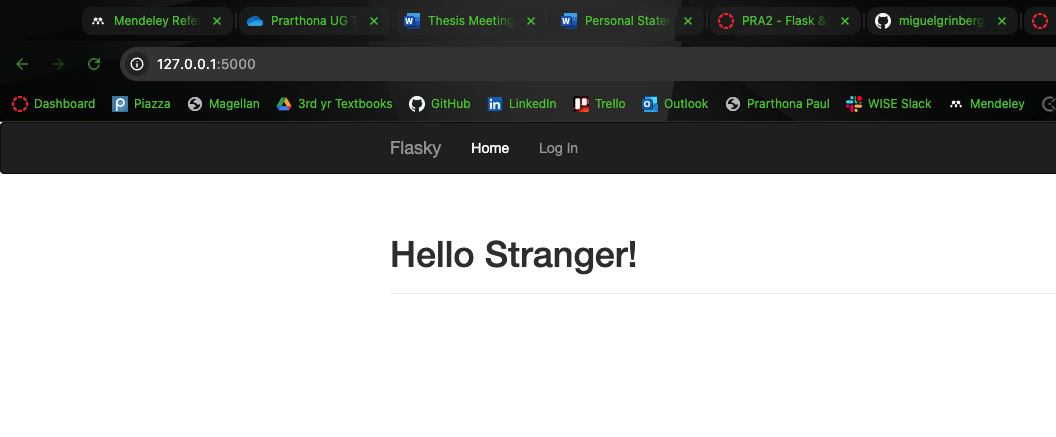 Mendeley Refe
Prarthona UG T
Thesis Meeting
Personal Stater
PRA2 - Flask &
miguelgrinberg
127.0.0.1:5000
Dashboard
Piazza
Magellan
3rd yr Textbooks
GitHub
LinkedIn
Trello
Outlook
Prarthona Paul
WISE Slack
Mendeley
Flasky
Home
Log In
Hello Stranger!